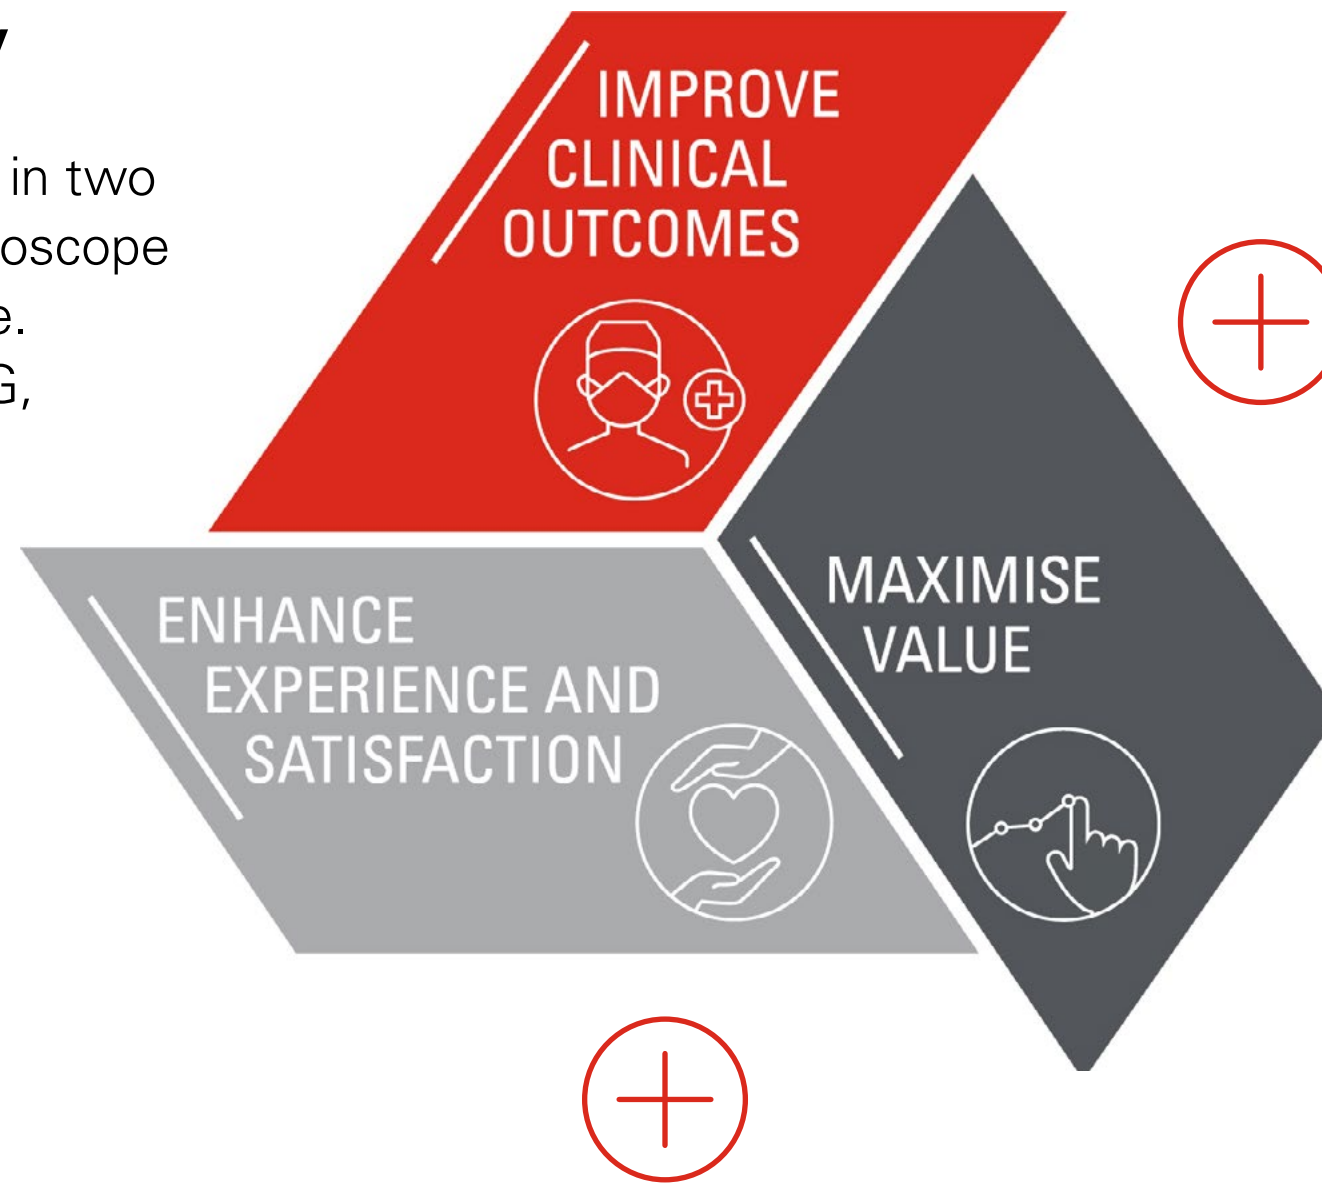 in two
oscope
e.
G,
IMPROVE
CLINICAL
OUTCOMES
MAXIMISE
VALUE
ENHANCE
EXPERIENCE AND
SATISFACTION